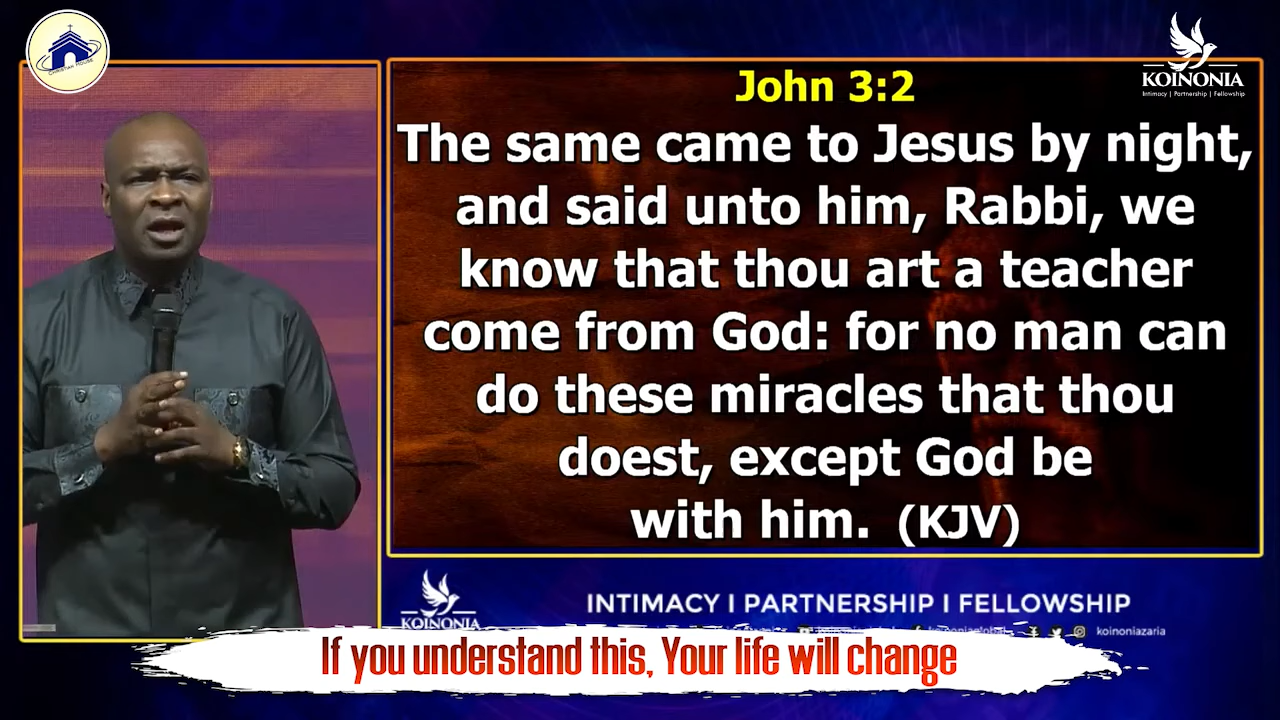 CHRISTIAN HOUSE
KOINONIA
Intimacy | Partnership | Fellowship
John 3:2
The same came to Jesus by night,
and said unto him, Rabbi, we
know that thou art a teacher
come from God: for no man can
do these miracles that thou
doest, except God be
with him. (KJV)
KOINONIA
INTIMACY I PARTNERSHIP I FELLOWSHIP
koinoniazaria
If you understand this, Your life will change